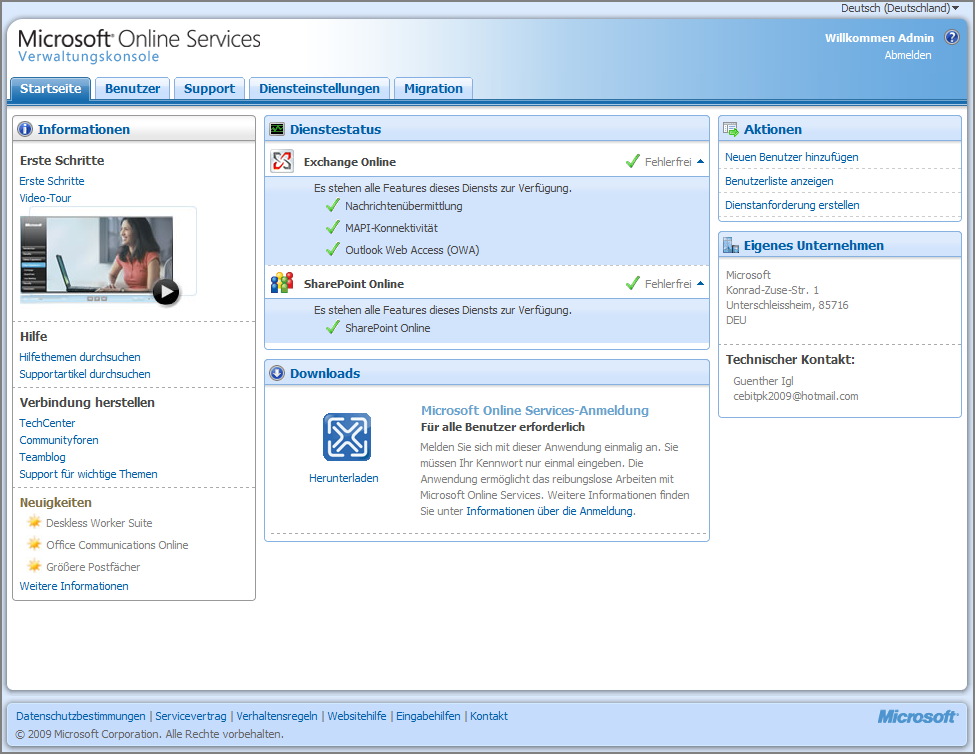 Deutsch (Deutschland)
Microsoft Online Services
Verwaltungskonsole
Willkommen Admin
Abmelden
Startseite
Benutzer
Support
Diensteinstellungen
Migration
Informationen
Erste Schritte
Erste Schritte
Video-Tour
Hilfe
Hilfethemen durchsuchen
Supportartikel durchsuchen
Verbindung herstellen
TechCenter
Communityforen
Teamblog
Support für wichtige Themen
Neuigkeiten
Deskless Worker Suite
Office Communications Online
Größere Postfächer
Weitere Informationen
Dienstestatus
Exchange Online
Fehlerfrei
Es stehen alle Features dieses Diensts zur Verfügung.
Nachrichtenübermittlung
MAPI-Konnektivität
Outlook Web Access (OWA)
SharePoint Online
Fehlerfrei
Es stehen alle Features dieses Diensts zur Verfügung.
SharePoint Online
Downloads
Herunterladen
Microsoft Online Services-Anmeldung
Für alle Benutzer erforderlich
Melden Sie sich mit dieser Anwendung einmalig an. Sie
müssen Ihr Kennwort nur einmal eingeben. Die
Anwendung ermöglicht das reibungslose Arbeiten mit
Microsoft Online Services. Weitere Informationen finden
Sie unter Informationen über die Anmeldung.
Aktionen
Neuen Benutzer hinzufügen
Benutzerliste anzeigen
Dienstanforderung erstellen
Eigenes Unternehmen
Microsoft
Konrad-Zuse-Str. 1
Unterschleissheim, 85716
DEU
Technischer Kontakt:
Guenther Igl
cebitpk2009@hotmail.com
Datenschutzbestimmungen | Servicevertrag | Verhaltensregeln | Websitehilfe | Eingabehilfen | Kontakt
© 2009 Microsoft Corporation. Alle Rechte vorbehalten.
Microsoft